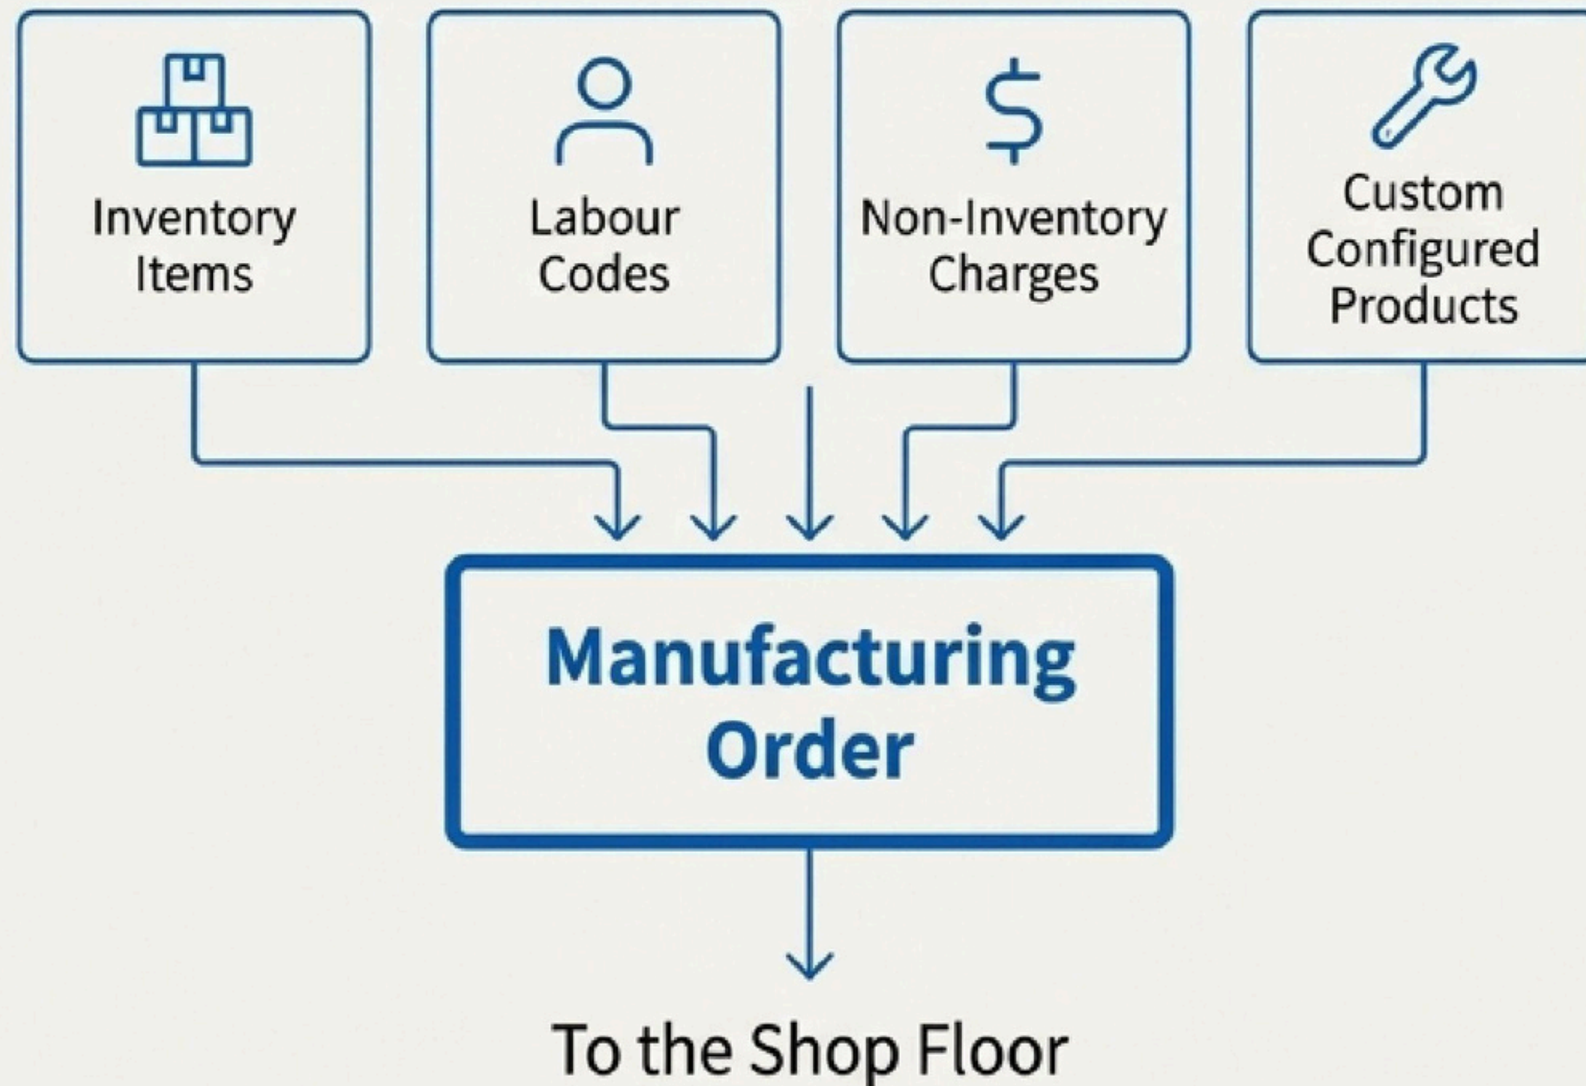 Inventory
Items
Labour
Codes
Non-Inventory
Charges
Custom
Configured
Products
Manufacturing
Order
To the Shop Floor